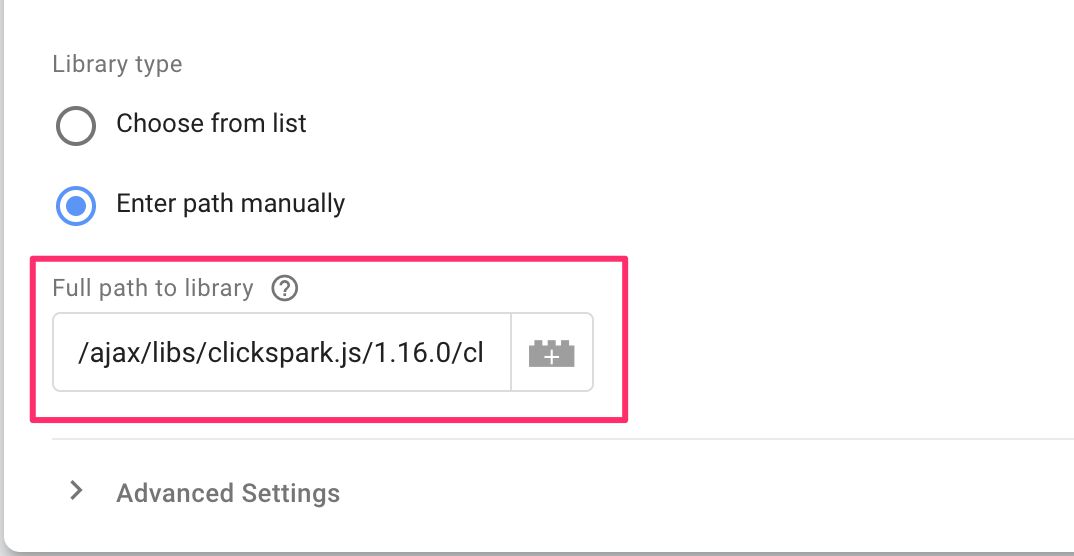 Library type
Choose from list
Enter path manually
Full path to library
/ajax/libs/clickspark.js/1.16.0/cl
Advanced Settings